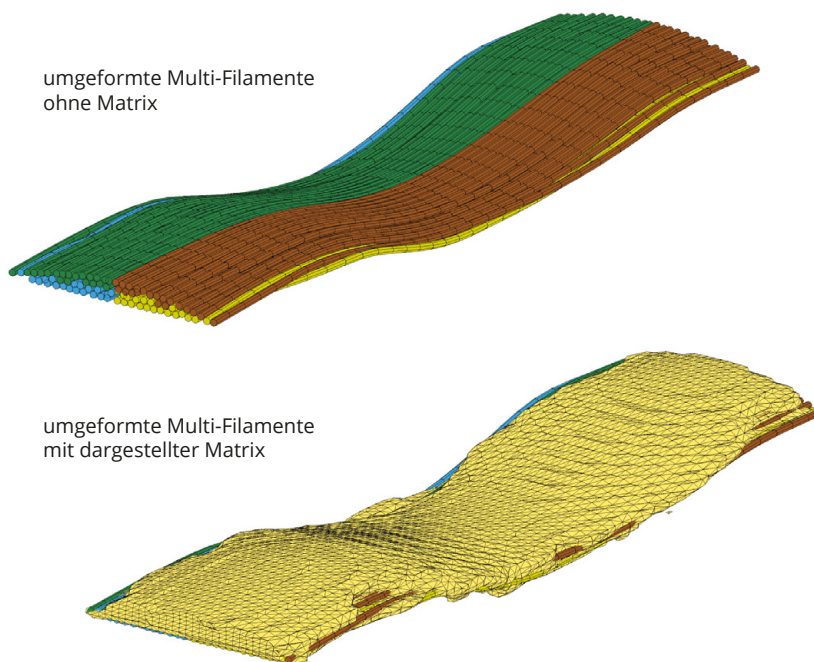 umgeformte Multi-Filamente
ohne Matrix
umgeformte Multi-Filamente
mit dargestellter Matrix